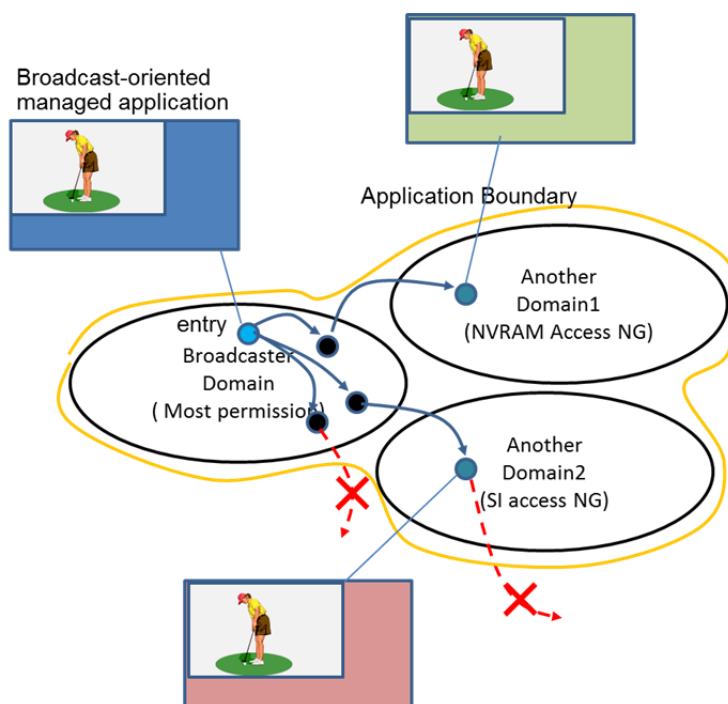 Broadcast-oriented
managed application
Application Boundary
Another
Domain1
(NVRAM Access NG)
entry
Broadcaster
Domain
( Most permission)
Another
Domain2
(SI access NG)